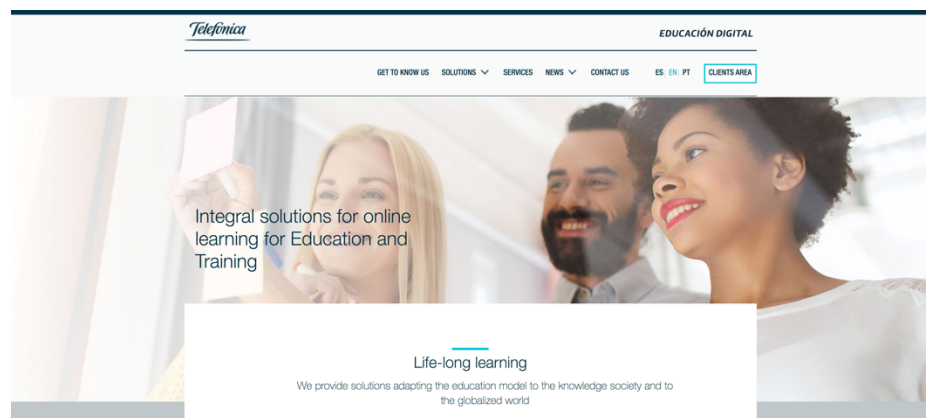 Telefónica
EDUCACIÓN DIGITAL
GET TO KNOW US SOLUTIONS SERVICES NEWS CONTACT US ES EN PT CLIENTS AREA
Integral solutions for online
learning for Education and
Training
Life-long learning
We provide solutions adapting the education model to the knowledge society and to
the globalized world